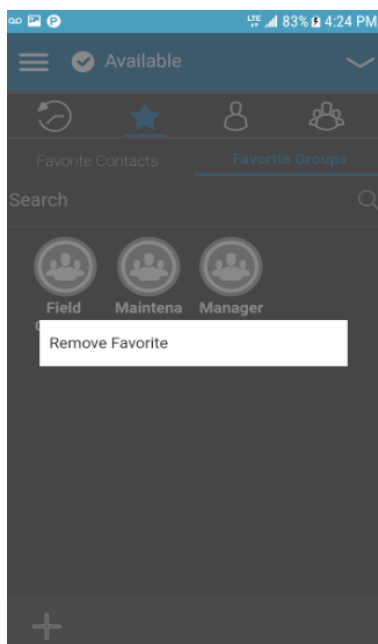 LTE 83% 4:24 PM
Available
Favorite Contacts Favorite Groups
Search
Field Maintena Manager
Remove Favorite